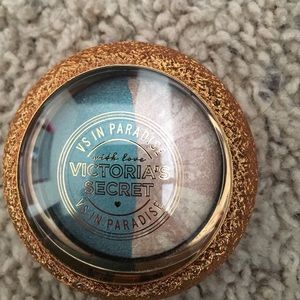 VS IN PARADISE
with love
VICTORIA'S
SECRET
VS IN PARADISE